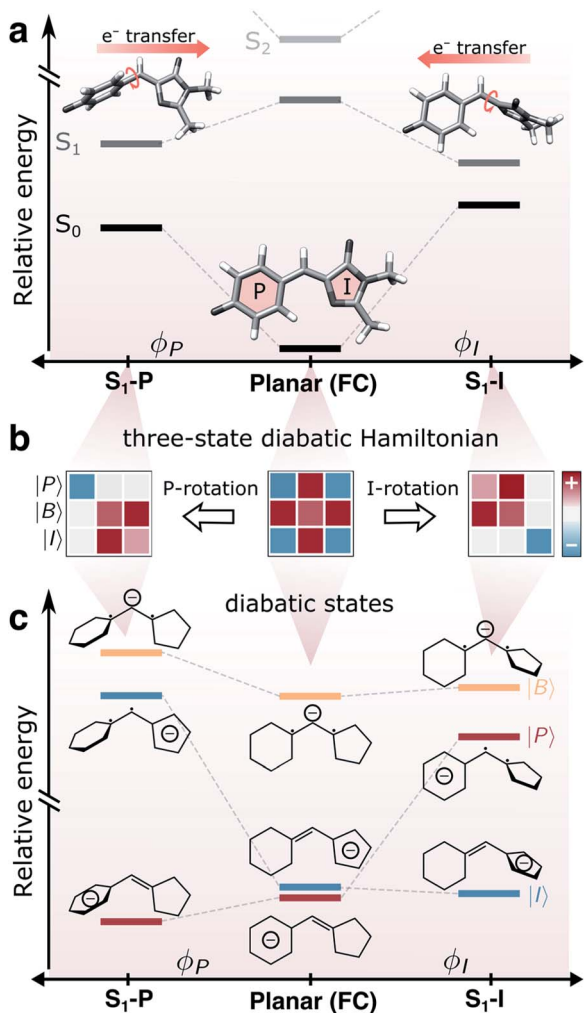 a
e⁻ transfer
S₂
e⁻ transfer
S₁
S₀
P
I
Relative energy
ϕP
ϕI
S₁-P
Planar (FC)
S₁-I
b
three-state diabatic Hamiltonian
|P⟩
|B⟩
|I⟩
P-rotation
I-rotation
+
−
c
diabatic states
⊖
⊖
⊖
|B⟩
⊖
|P⟩
⊖
⊖
⊖
|I⟩
⊖
⊖
Relative energy
ϕP
ϕI
S₁-P
Planar (FC)
S₁-I